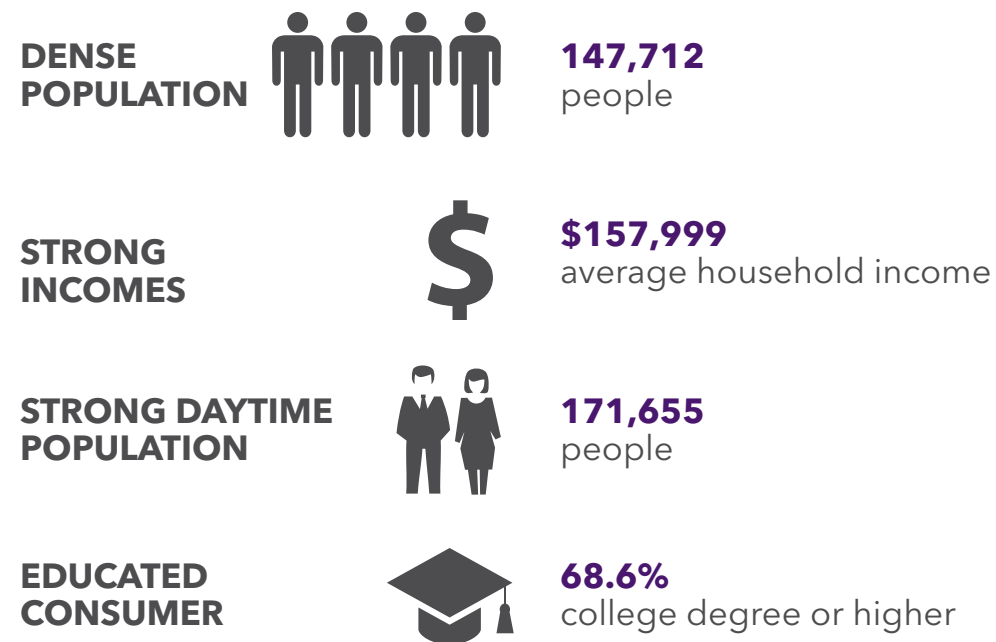 DENSE
POPULATION
147,712
people
STRONG
INCOMES
$157,999
average household income
STRONG DAYTIME
POPULATION
171,655
people
EDUCATED
CONSUMER
68.6%
college degree or higher